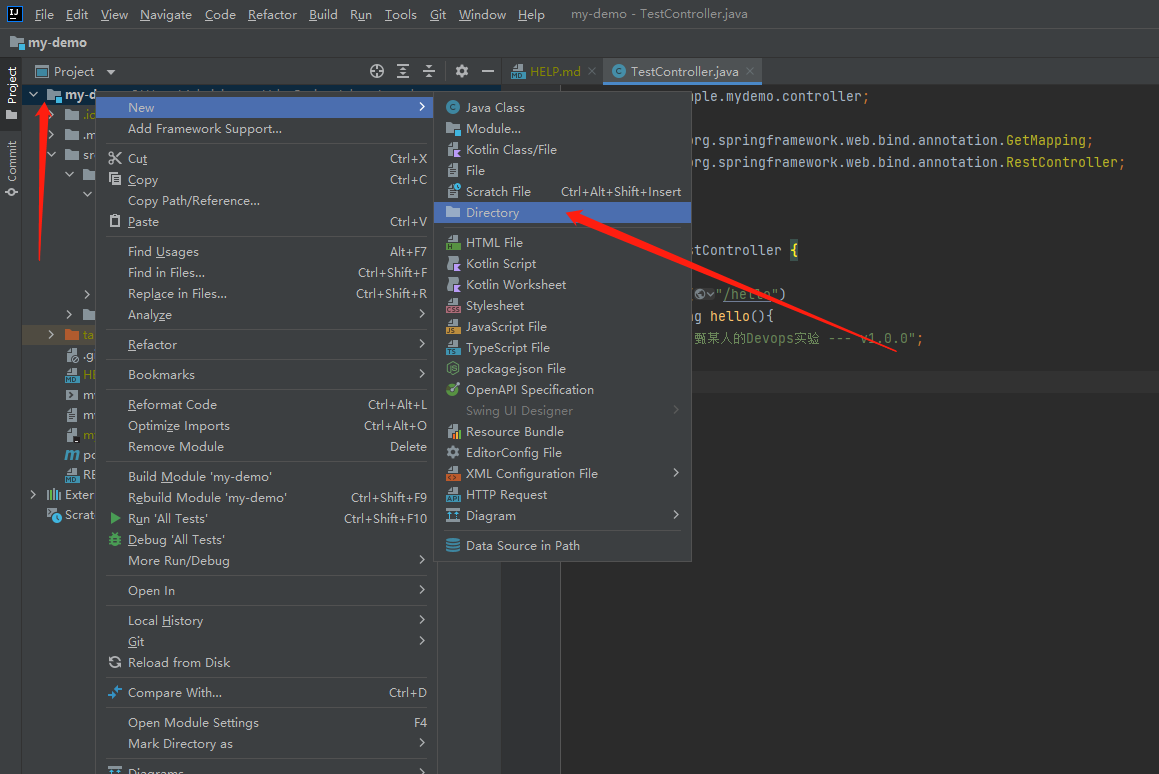 File Edit View Navigate Code Refactor Build Run Tools Git Window Help my-demo - TestController.java
my-demo
Project
HELP.md
TestController.java
Project
Commit
my-d
.m
sr
ta
.g
HE
my
my
m
po
RE
Exter
Scrat
New
Add Framework Support...
Cut Ctrl+X
Copy Ctrl+C
Copy Path/Reference...
Paste Ctrl+V
Find Usages Alt+F7
Find in Files... Ctrl+Shift+F
Replace in Files... Ctrl+Shift+R
Analyze
Refactor
Bookmarks
Reformat Code Ctrl+Alt+L
Optimize Imports Ctrl+Alt+O
Remove Module Delete
Build Module 'my-demo'
Rebuild Module 'my-demo' Ctrl+Shift+F9
Run 'All Tests' Ctrl+Shift+F10
Debug 'All Tests'
More Run/Debug
Open In
Local History
Git
Reload from Disk
Compare With... Ctrl+D
Open Module Settings F4
Mark Directory as
Diagrams
Java Class
Module...
Kotlin Class/File
File
Scratch File Ctrl+Alt+Shift+Insert
Directory
HTML File
Kotlin Script
Kotlin Worksheet
Stylesheet
JavaScript File
TypeScript File
package.json File
OpenAPI Specification
Swing UI Designer
Resource Bundle
EditorConfig File
XML Configuration File
HTTP Request
Diagram
Data Source in Path
ple.mydemo.controller;
org.springframework.web.bind.annotation.GetMapping;
org.springframework.web.bind.annotation.RestController;
stController {
"/hello")
g hello(){
甄某人的Devops实验 --- v1.0.0";